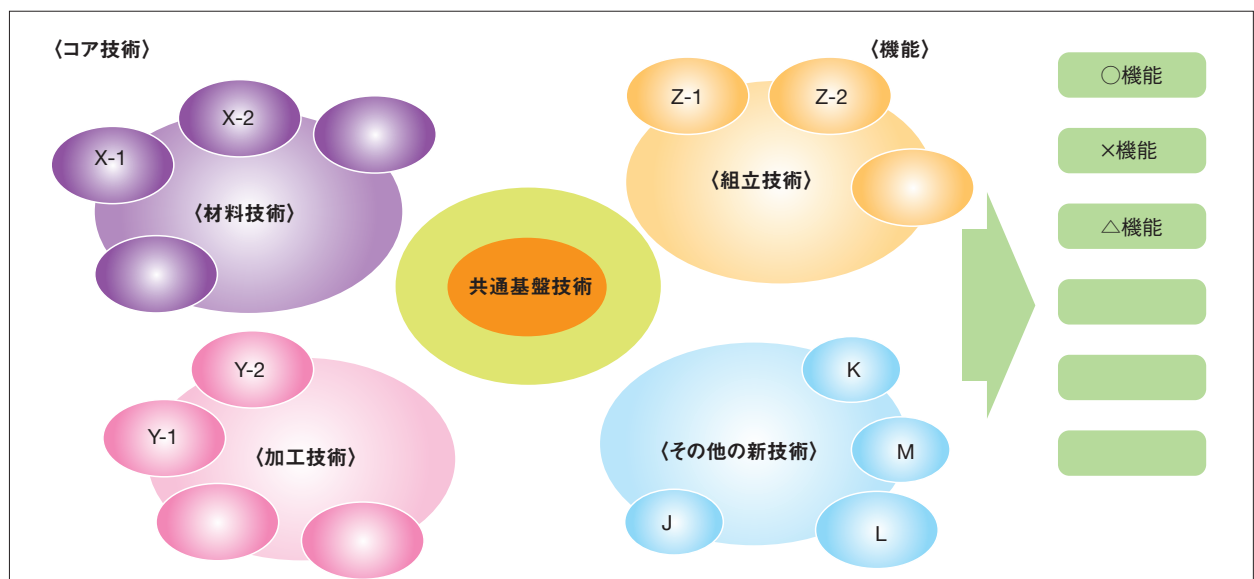 〈コア技術〉
〈機能〉
X-1
X-2
〈材料技術〉
Z-1
Z-2
〈組立技術〉
共通基盤技術
Y-1
Y-2
〈加工技術〉
K
M
L
J
〈その他の新技術〉
○機能
×機能
△機能